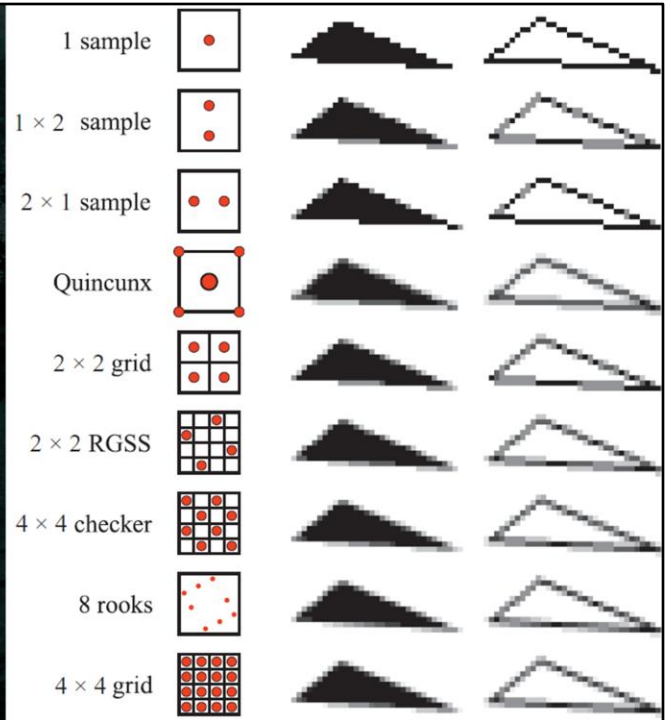 1 sample
1 × 2 sample
2 × 1 sample
Quincunx
2 × 2 grid
2 × 2 RGSS
4 × 4 checker
8 rooks
4 × 4 grid